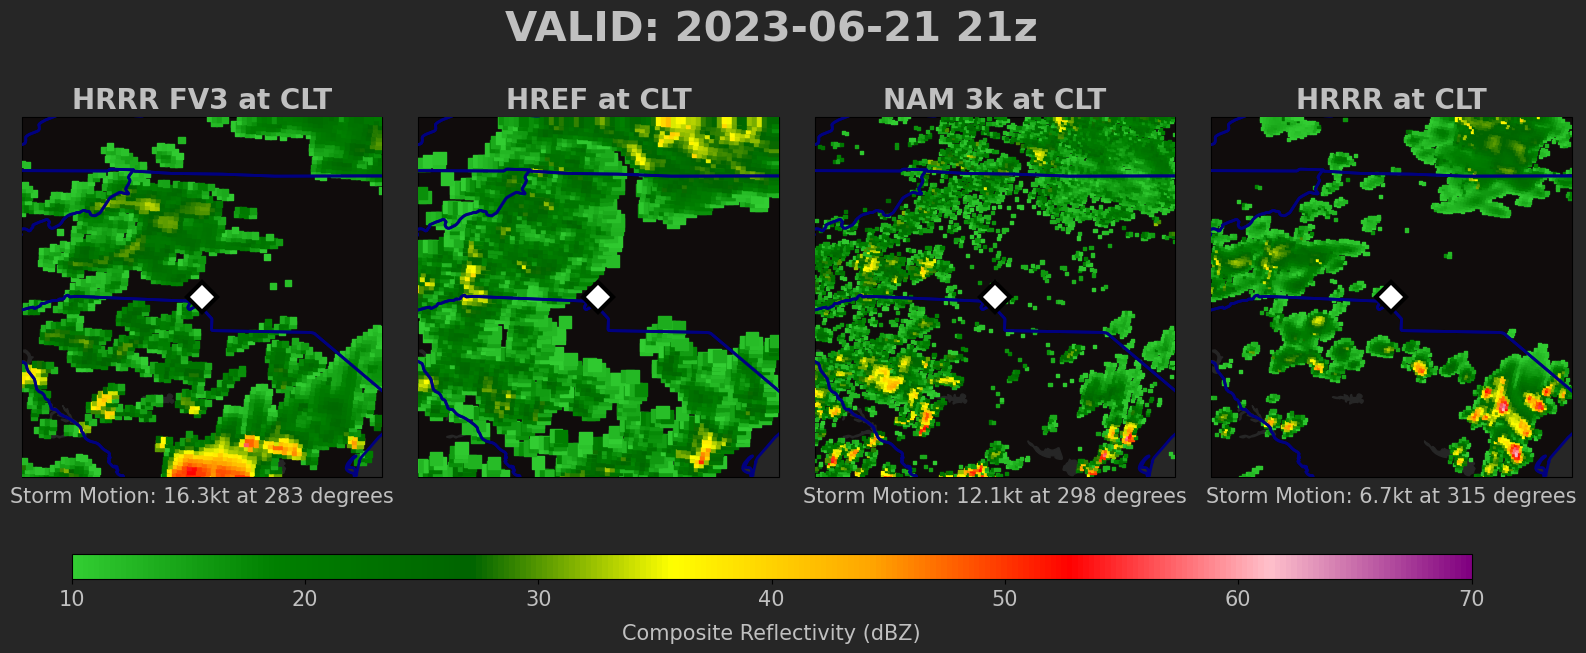 VALID: 2023-06-21 21z
HRRR FV3 at CLT
HREF at CLT
NAM 3k at CLT
HRRR at CLT
Storm Motion: 16.3kt at 283 degrees
Storm Motion: 12.1kt at 298 degrees
Storm Motion: 6.7kt at 315 degrees
10 20 30 40 50 60 70
Composite Reflectivity (dBZ)